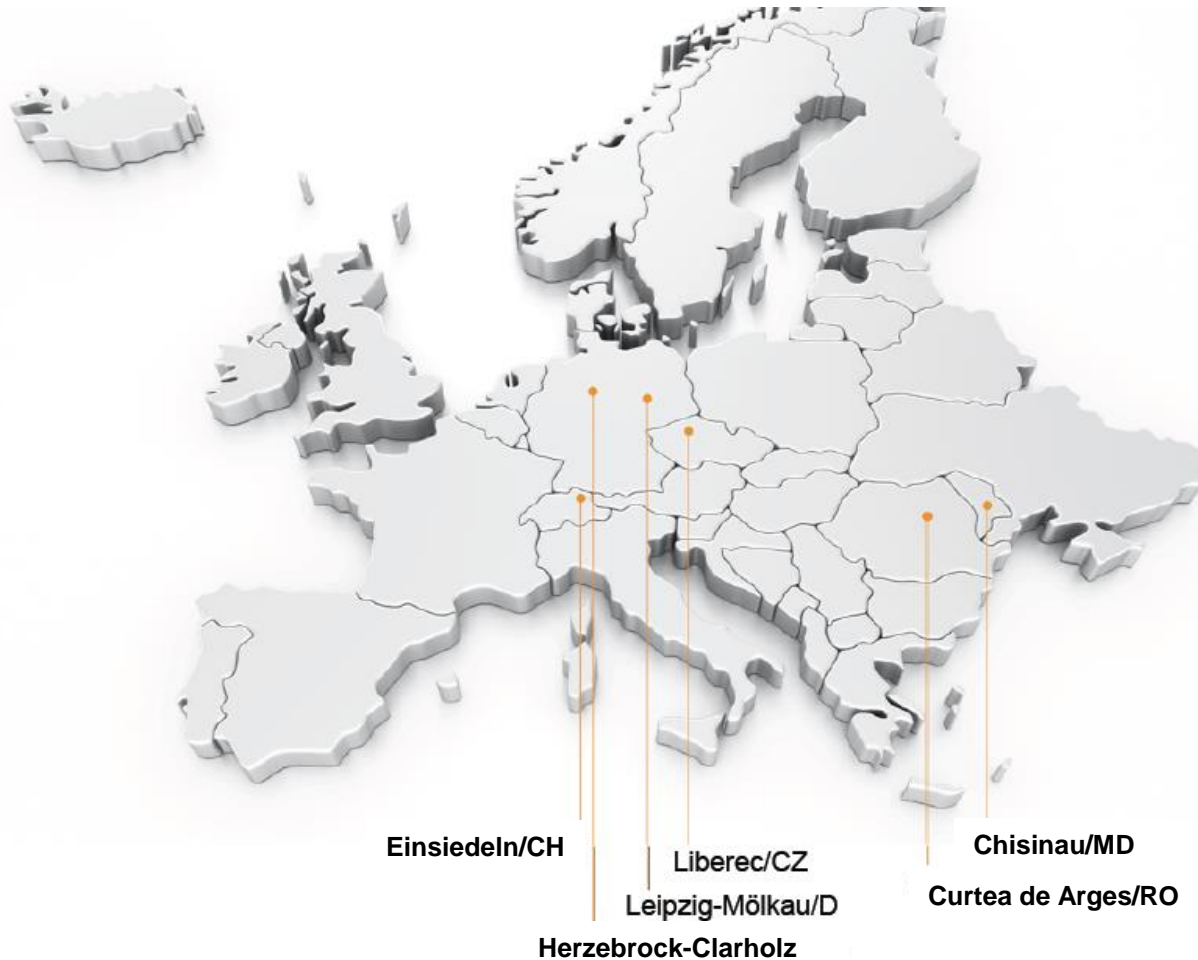 Einsiedeln/CH
Chisinau/MD
Liberec/CZ
Curtea de Arges/RO
Leipzig-Mölkau/D
Herzebrock-Clarholz